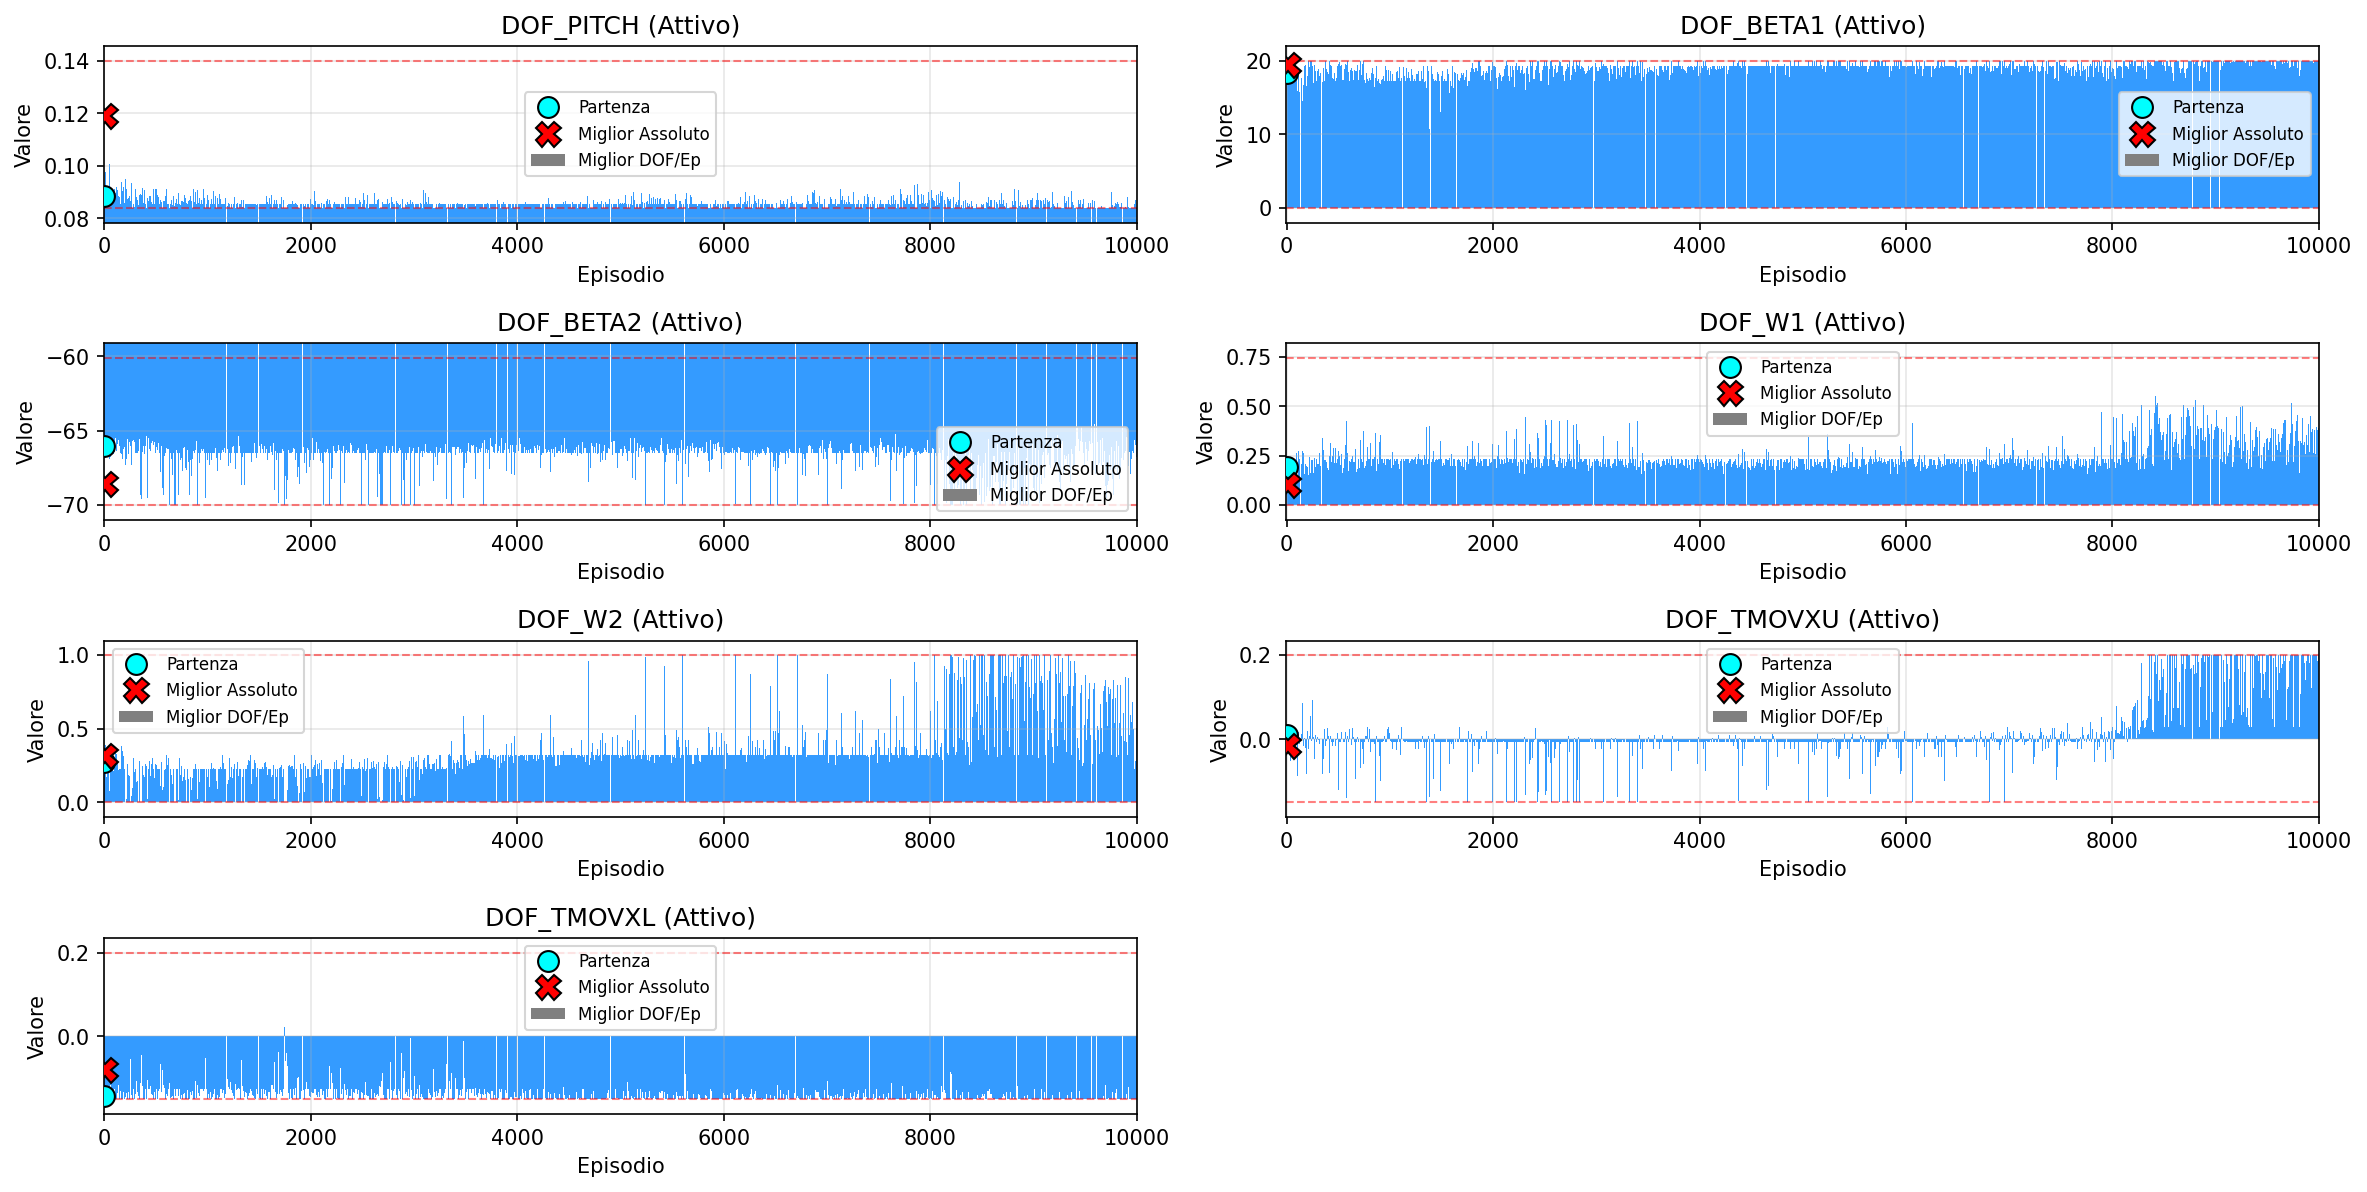 DOF_PITCH (Attivo)
0.14
0.12
0.10
0.08
Valore
Partenza
Miglior Assoluto
Miglior DOF/Ep
0 2000 4000 6000 8000 10000
Episodio
DOF_BETA1 (Attivo)
20
10
0
Valore
Partenza
Miglior Assoluto
Miglior DOF/Ep
0 2000 4000 6000 8000 10000
Episodio
DOF_BETA2 (Attivo)
−60
−65
−70
Valore
Partenza
Miglior Assoluto
Miglior DOF/Ep
0 2000 4000 6000 8000 10000
Episodio
DOF_W1 (Attivo)
0.75
0.50
0.25
0.00
Valore
Partenza
Miglior Assoluto
Miglior DOF/Ep
0 2000 4000 6000 8000 10000
Episodio
DOF_W2 (Attivo)
1.0
0.5
0.0
Valore
Partenza
Miglior Assoluto
Miglior DOF/Ep
0 2000 4000 6000 8000 10000
Episodio
DOF_TMOVXU (Attivo)
0.2
0.0
Valore
Partenza
Miglior Assoluto
Miglior DOF/Ep
0 2000 4000 6000 8000 10000
Episodio
DOF_TMOVXL (Attivo)
0.2
0.0
Valore
Partenza
Miglior Assoluto
Miglior DOF/Ep
0 2000 4000 6000 8000 10000
Episodio